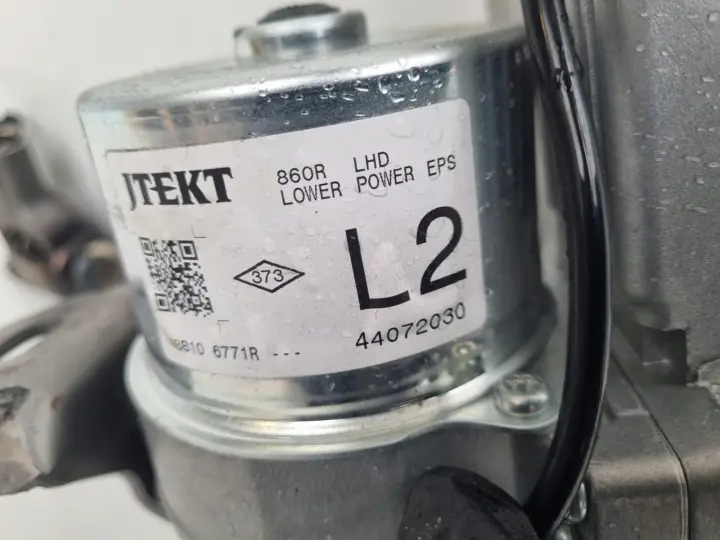 JTEKT
860R LHD
LOWER POWER EPS
373
L2
44072030
6771R ---